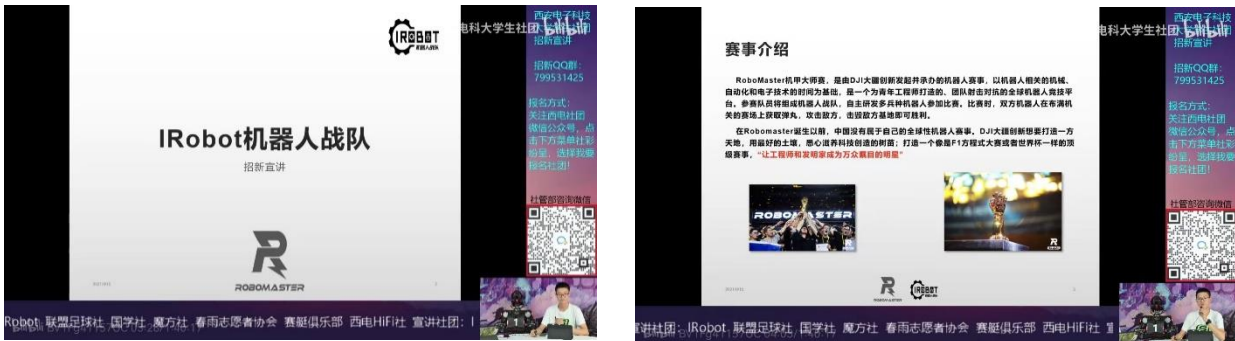 IROBOT
机器人战队
IRobot机器人战队
招新宣讲
ROBOMASTER
电科大学生社团
西安电子科技
招新宣讲
招新QQ群：
799531425
报名方式：
关注西电社团
微信公众号，点
击下方菜单社彩
纷呈，选择我要
报名社团！
社管部咨询微信
Robot 联盟足球社 国学社 魔方社 春雨志愿者协会 赛艇俱乐部 西电HiFi社 宣讲社团：I
赛事介绍
RoboMaster机甲大师赛，是由DJI大疆创新发起并承办的机器人赛事，以机器人相关的机械、
自动化和电子技术的时间为基础，是一个为青年工程师打造的、团队射击对抗的全球机器人竞技平
台。参赛队员将组成机器人战队，自主研发多兵种机器人参加比赛。比赛时，双方机器人在布满机
关的赛场上获取弹丸，攻击敌方，击毁敌方基地即可胜利。
在Robomaster诞生以前，中国没有属于自己的全球性机器人赛事。DJI大疆创新想要打造一方
天地，用最好的土壤，悉心滋养科技创造的树苗；打造一个像是F1方程式大赛或者世界杯一样的顶
级赛事，“让工程师和发明家成为万众瞩目的明星”
ROBOMASTER
ROBOMASTER
IROBOT
电科大学生社团
西安电子科技
招新宣讲
招新QQ群：
799531425
报名方式：
关注西电社团
微信公众号，点
击下方菜单社彩
纷呈，选择我要
报名社团！
社管部咨询微信
宣讲社团：IRobot 联盟足球社 国学社 魔方社 春雨志愿者协会 赛艇俱乐部 西电HiFi社